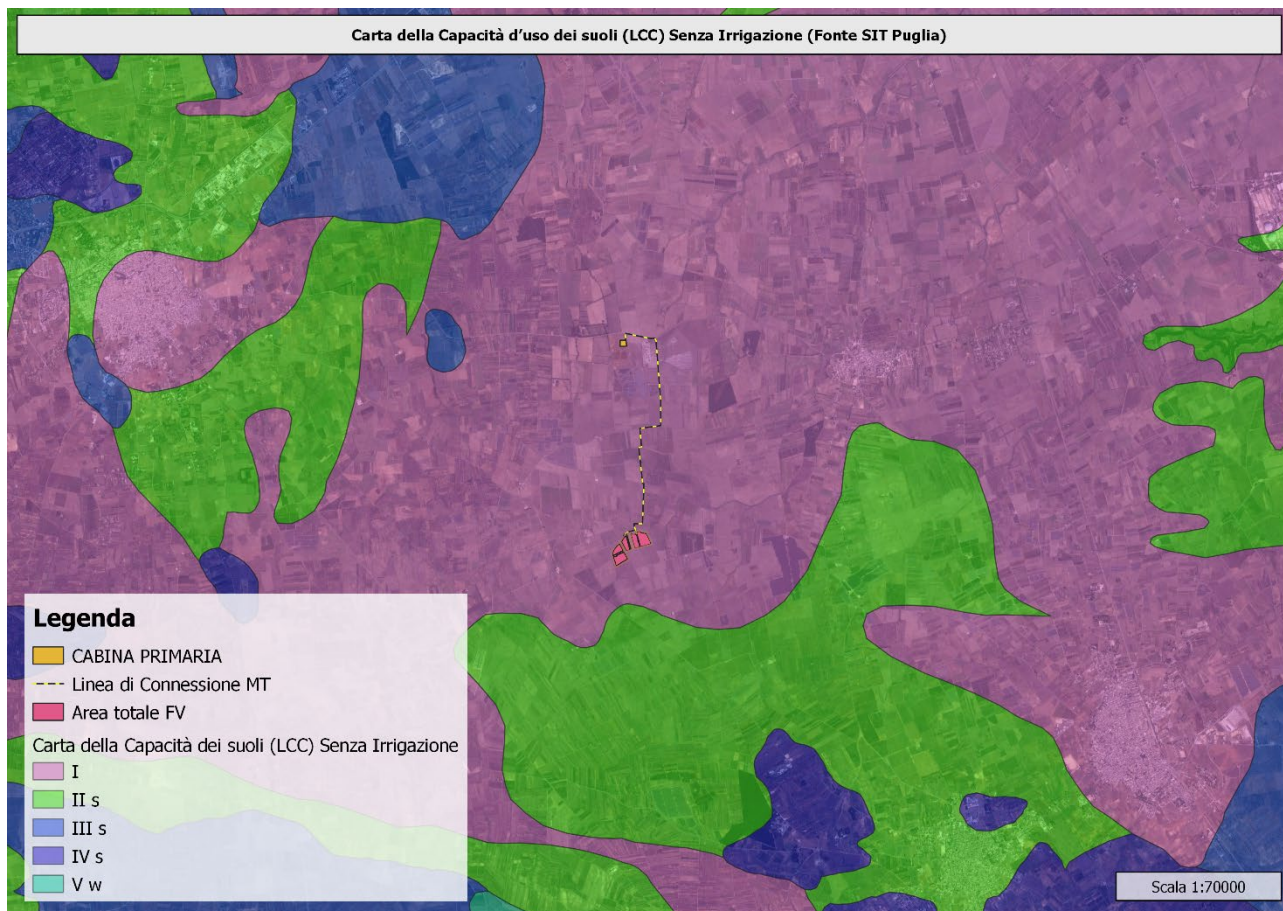 Carta della Capacità d'uso dei suoli (LCC) Senza Irrigazione (Fonte SIT Puglia)
Legenda
CABINA PRIMARIA
Linea di Connessione MT
Area totale FV
Carta della Capacità dei suoli (LCC) Senza Irrigazione
I
II s
III s
IV s
V w
Scala 1:70000